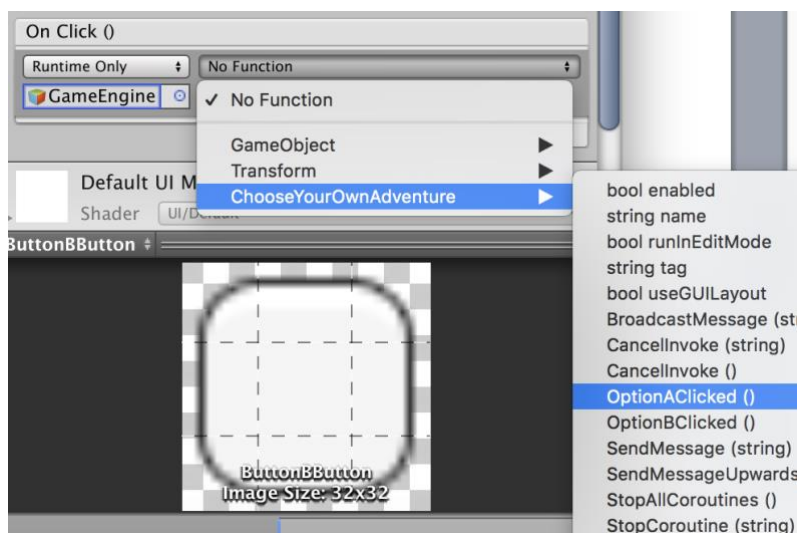 On Click ()
Runtime Only
No Function
GameEngine
✓ No Function
GameObject
Transform
ChooseYourOwnAdventure
Default UI M
Shader
UI/Default
ButtonBButton
ButtonBButton
Image Size: 32x32
bool enabled
string name
bool runInEditMode
string tag
bool useGUILayout
BroadcastMessage (str
CancelInvoke (string)
CancelInvoke ()
OptionAClicked ()
OptionBClicked ()
SendMessage (string)
SendMessageUpwards
StopAllCoroutines ()
StopCoroutine (string)